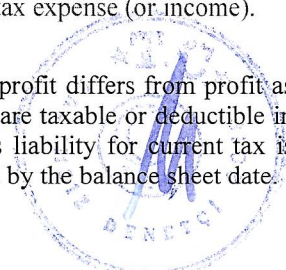 tax expense (or income).
profit differs from profit as
are taxable or deductible in
liability for current tax is
by the balance sheet date.
T.C.
DENETÇİ